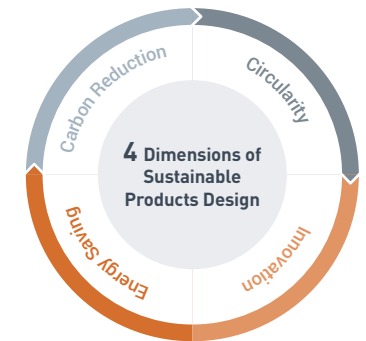 Carbon Reduction
Circularity
4 Dimensions of
Sustainable
Products Design
Energy Saving
Innovation